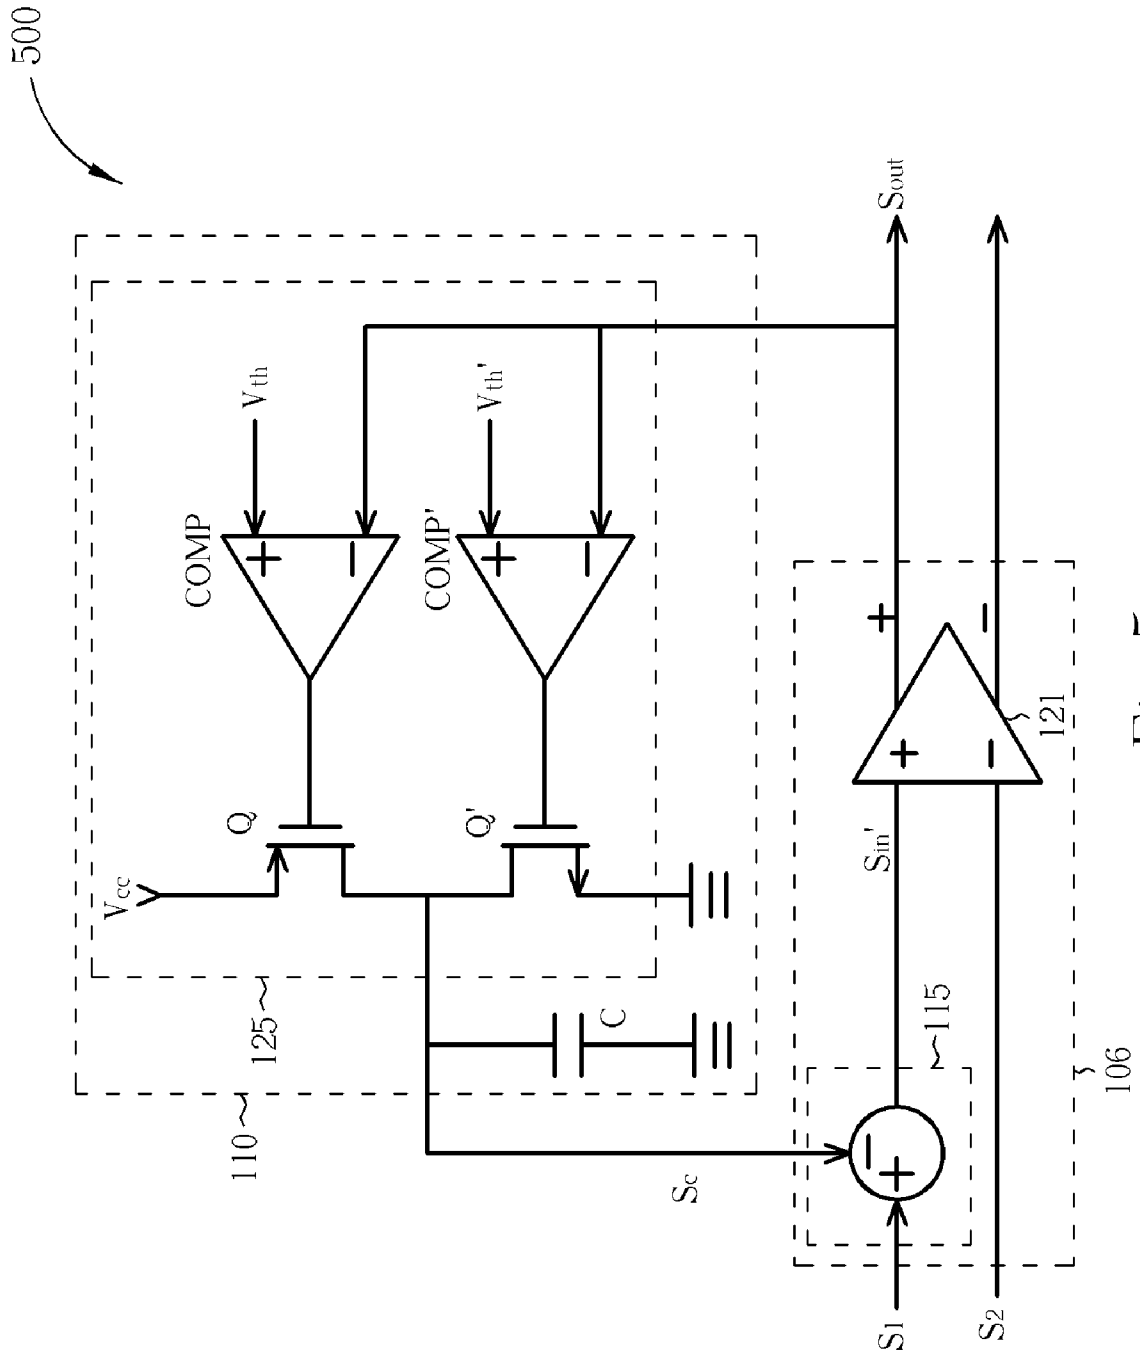 500
Vth
COMP
Vth'
COMP'
Q
Q'
Vcc
125
110
C
Sc
Sout
+
−
+
−
+
−
+
−
121
Sin'
115
106
+
−
S1
S2